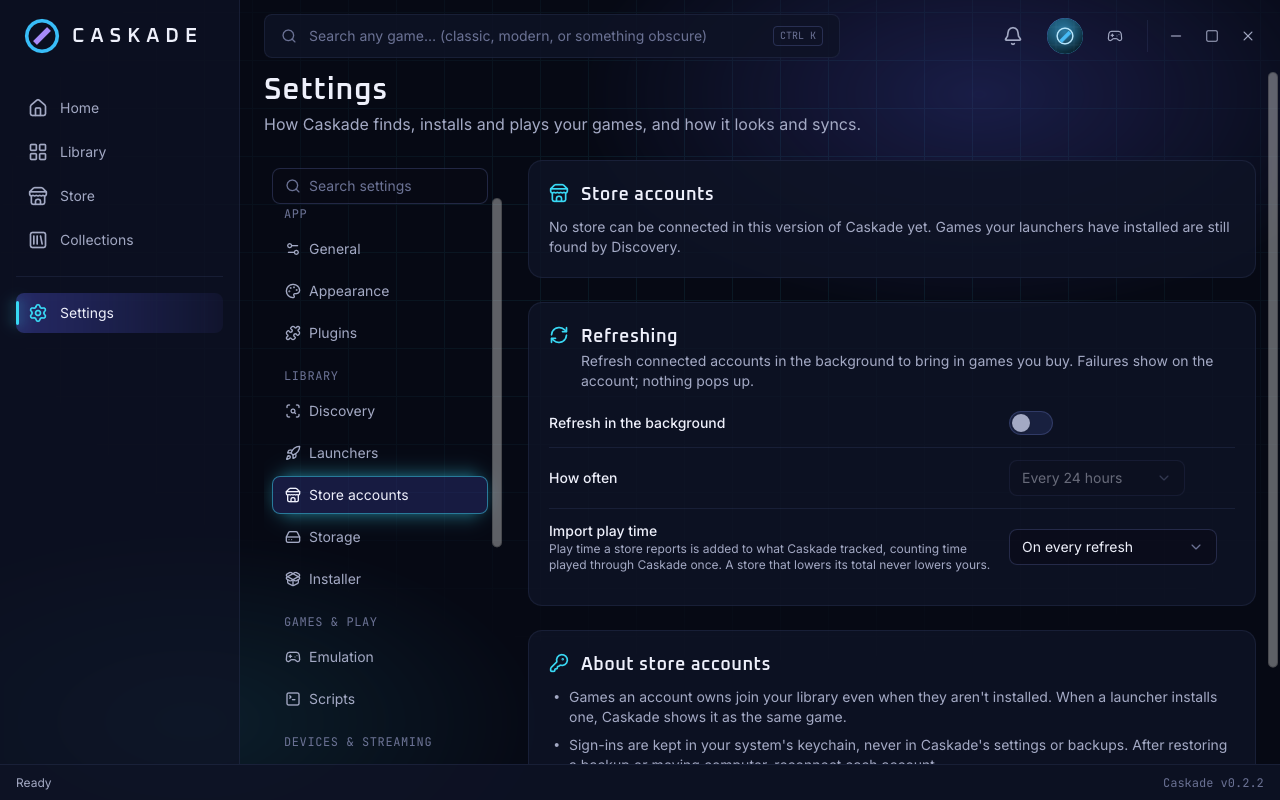 CASKADE
Search any game... (classic, modern, or something obscure)
CTRL K
Home
Library
Store
Collections
Settings
Settings
How Caskade finds, installs and plays your games, and how it looks and syncs.
Search settings
APP
General
Appearance
Plugins
LIBRARY
Discovery
Launchers
Store accounts
Storage
Installer
GAMES & PLAY
Emulation
Scripts
DEVICES & STREAMING
Store accounts
No store can be connected in this version of Caskade yet. Games your launchers have installed are still
found by Discovery.
Refreshing
Refresh connected accounts in the background to bring in games you buy. Failures show on the
account; nothing pops up.
Refresh in the background
How often
Every 24 hours
Import play time
Play time a store reports is added to what Caskade tracked, counting time
played through Caskade once. A store that lowers its total never lowers yours.
On every refresh
About store accounts
• Games an account owns join your library even when they aren't installed. When a launcher installs
one, Caskade shows it as the same game.
• Sign-ins are kept in your system's keychain, never in Caskade's settings or backups. After restoring
a backup or moving computer, reconnect each account.
Ready
Caskade v0.2.2